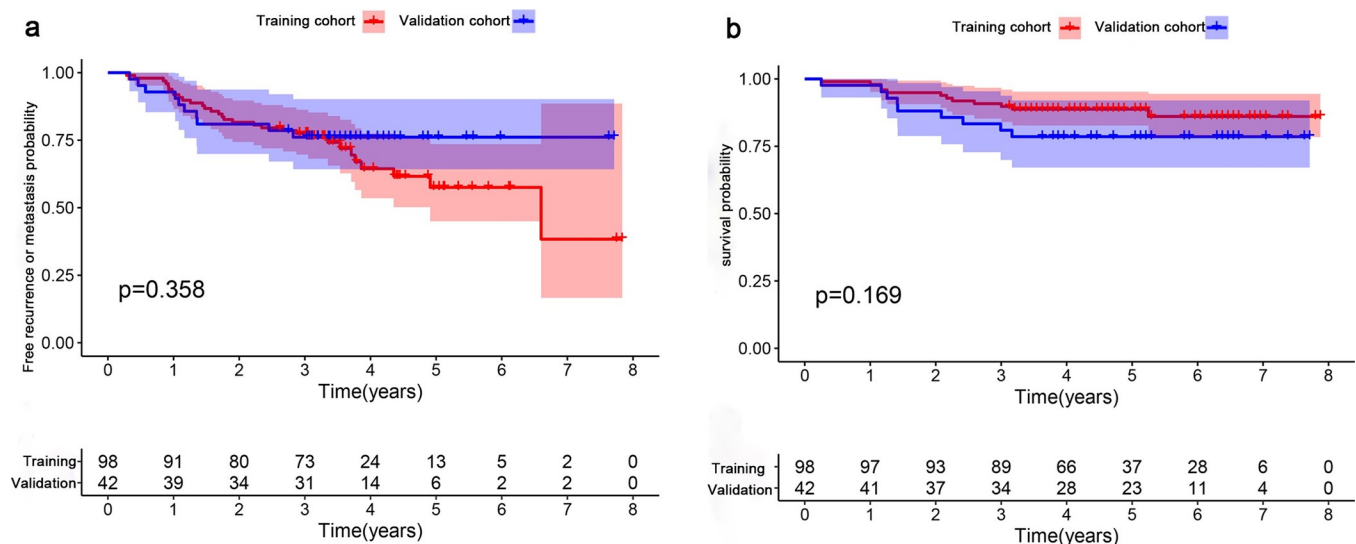 a
Training cohort Validation cohort
Free recurrence or metastasis probability
1.00
0.75
0.50
0.25
0.00
p=0.358
0 1 2 3 4 5 6 7 8
Time(years)
Training 98 91 80 73 24 13 5 2 0
Validation 42 39 34 31 14 6 2 2 0
0 1 2 3 4 5 6 7 8
Time(years)
b
Training cohort Validation cohort
survival probability
1.00
0.75
0.50
0.25
0.00
p=0.169
0 1 2 3 4 5 6 7 8
Time(years)
Training 98 97 93 89 66 37 28 6 0
Validation 42 41 37 34 28 23 11 4 0
0 1 2 3 4 5 6 7 8
Time(years)